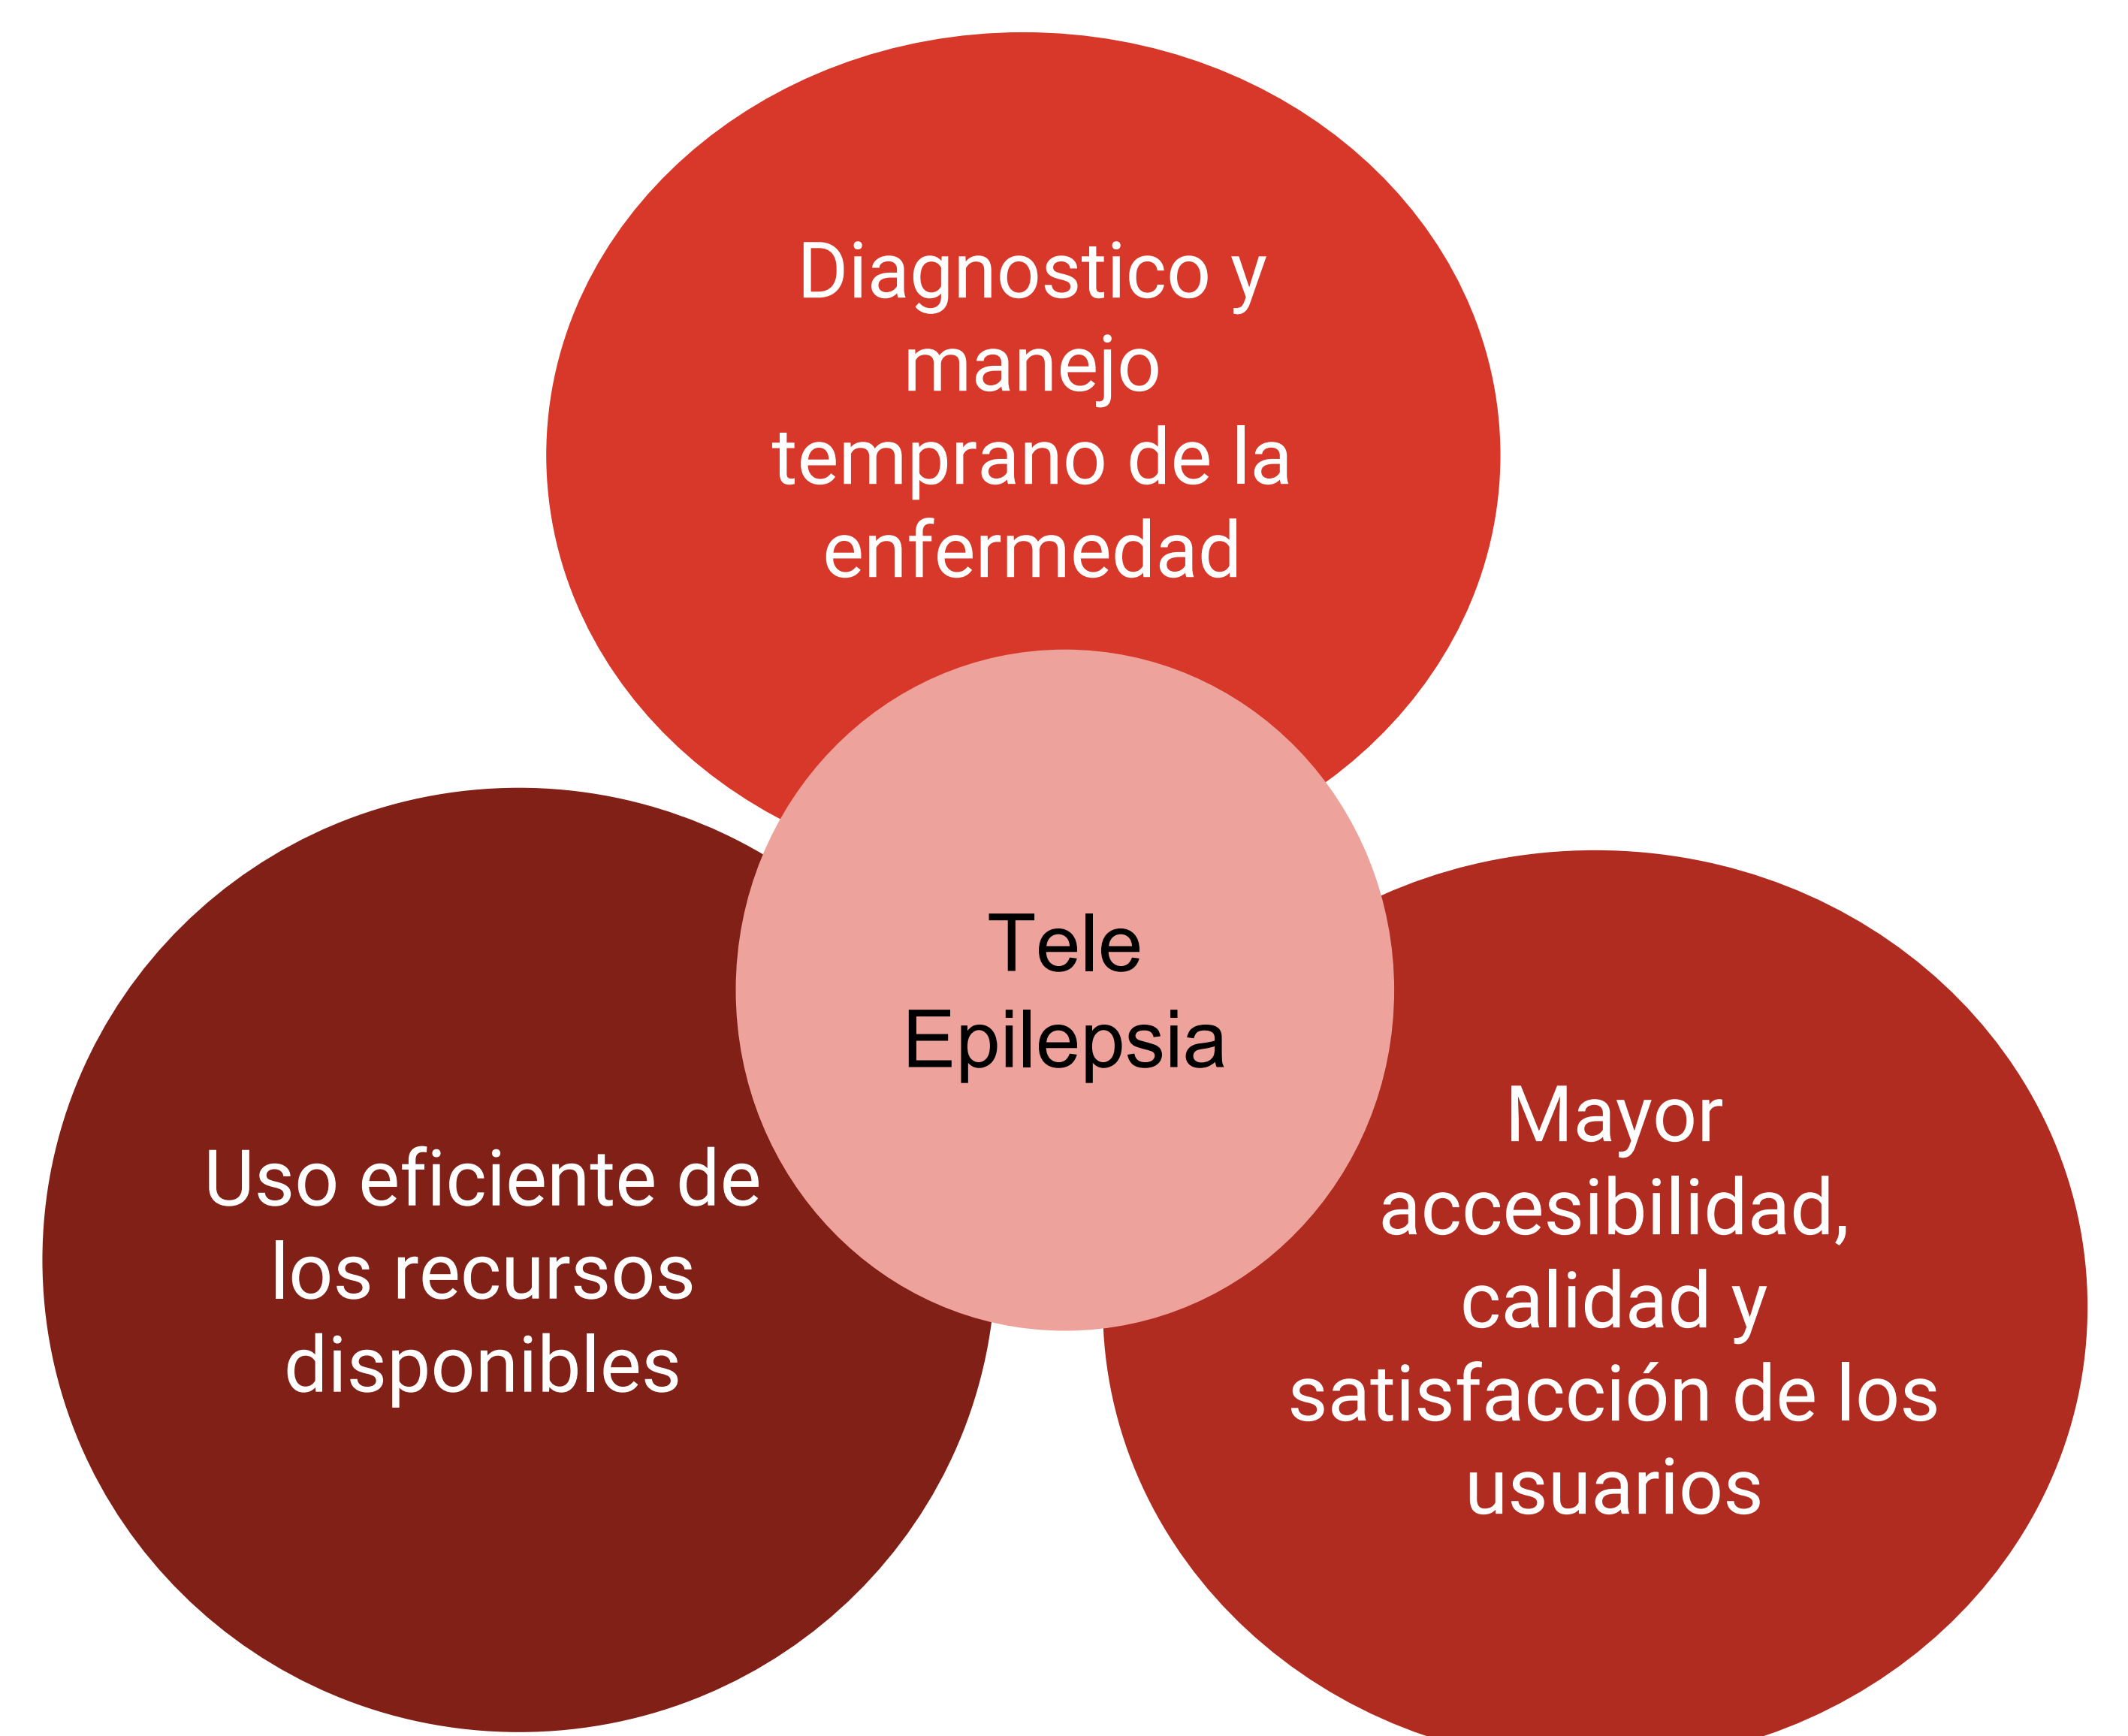 Diagnostico y
manejo
temprano de la
enfermedad
Tele
Epilepsia
Uso eficiente de
los recursos
disponibles
Mayor
accesibilidad,
calidad y
satisfacción de los
usuarios